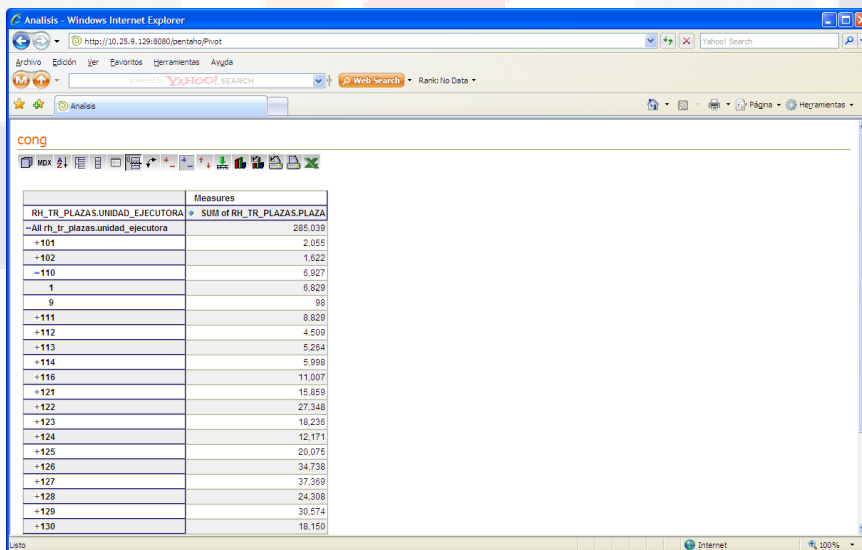 Analisis - Windows Internet Explorer
http://10.25.9.129:8080/pentaho/Pivot
Yahoo! Search
Archivo Edición Ver Favoritos Herramientas Ayuda
powered by YAHOO! SEARCH Web Search Rank: No Data
Analisis
Página Herramientas
cong
MDX
Measures
RH_TR_PLAZAS.UNIDAD_EJECUTORA SUM of RH_TR_PLAZAS.PLAZA
-All rh_tr_plazas.unidad_ejecutora 285,039
+101 2,055
+102 1,622
-110 6,927
1 6,829
9 98
+111 8,829
+112 4,509
+113 5,264
+114 5,998
+116 11,007
+121 15,859
+122 27,348
+123 18,236
+124 12,171
+125 20,075
+126 34,738
+127 37,369
+128 24,308
+129 30,574
+130 18,150
Listo Internet 100%